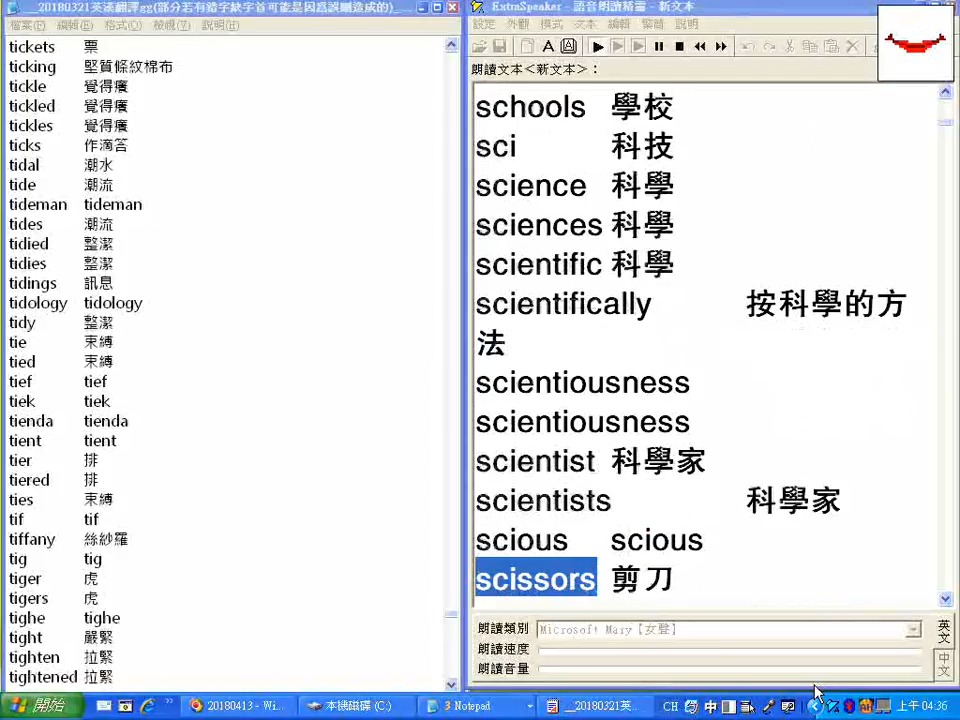 __20180321英漢翻譯gg(部分若有錯字缺字首可能是因為誤刪造成的)_...
檔案(F) 編輯(E) 格式(O) 檢視(V) 說明(H)
tickets 票
ticking 堅質條紋棉布
tickle 覺得癢
tickled 覺得癢
tickles 覺得癢
ticks 作滴答
tidal 潮水
tide 潮流
tideman tideman
tides 潮流
tidied 整潔
tidies 整潔
tidings 訊息
tidology tidology
tidy 整潔
tie 束縛
tied 束縛
tief tief
tiek tiek
tienda tienda
tient tient
tier 排
tiered 排
ties 束縛
tif tif
tiffany 絲紗羅
tig tig
tiger 虎
tigers 虎
tighe tighe
tight 嚴緊
tighten 拉緊
tightened 拉緊
ExtraSpeaker - 語音朗讀精靈 - 新文本
設定 外觀 模式 文本 編輯 繁簡 說明
朗讀文本<新文本>：
schools 學校
sci 科技
science 科學
sciences 科學
scientific 科學
scientifically 按科學的方
法
scientiousness
scientiousness
scientist 科學家
scientists 科學家
scious scious
scissors 剪刀
朗讀類別 Microsoft Mary【女聲】
朗讀速度
朗讀音量
英文
中文
開始
20180413 - Wi...
本機磁碟 (C:)
3 Notepad
__20180321英...
CH
中
上午 04:36